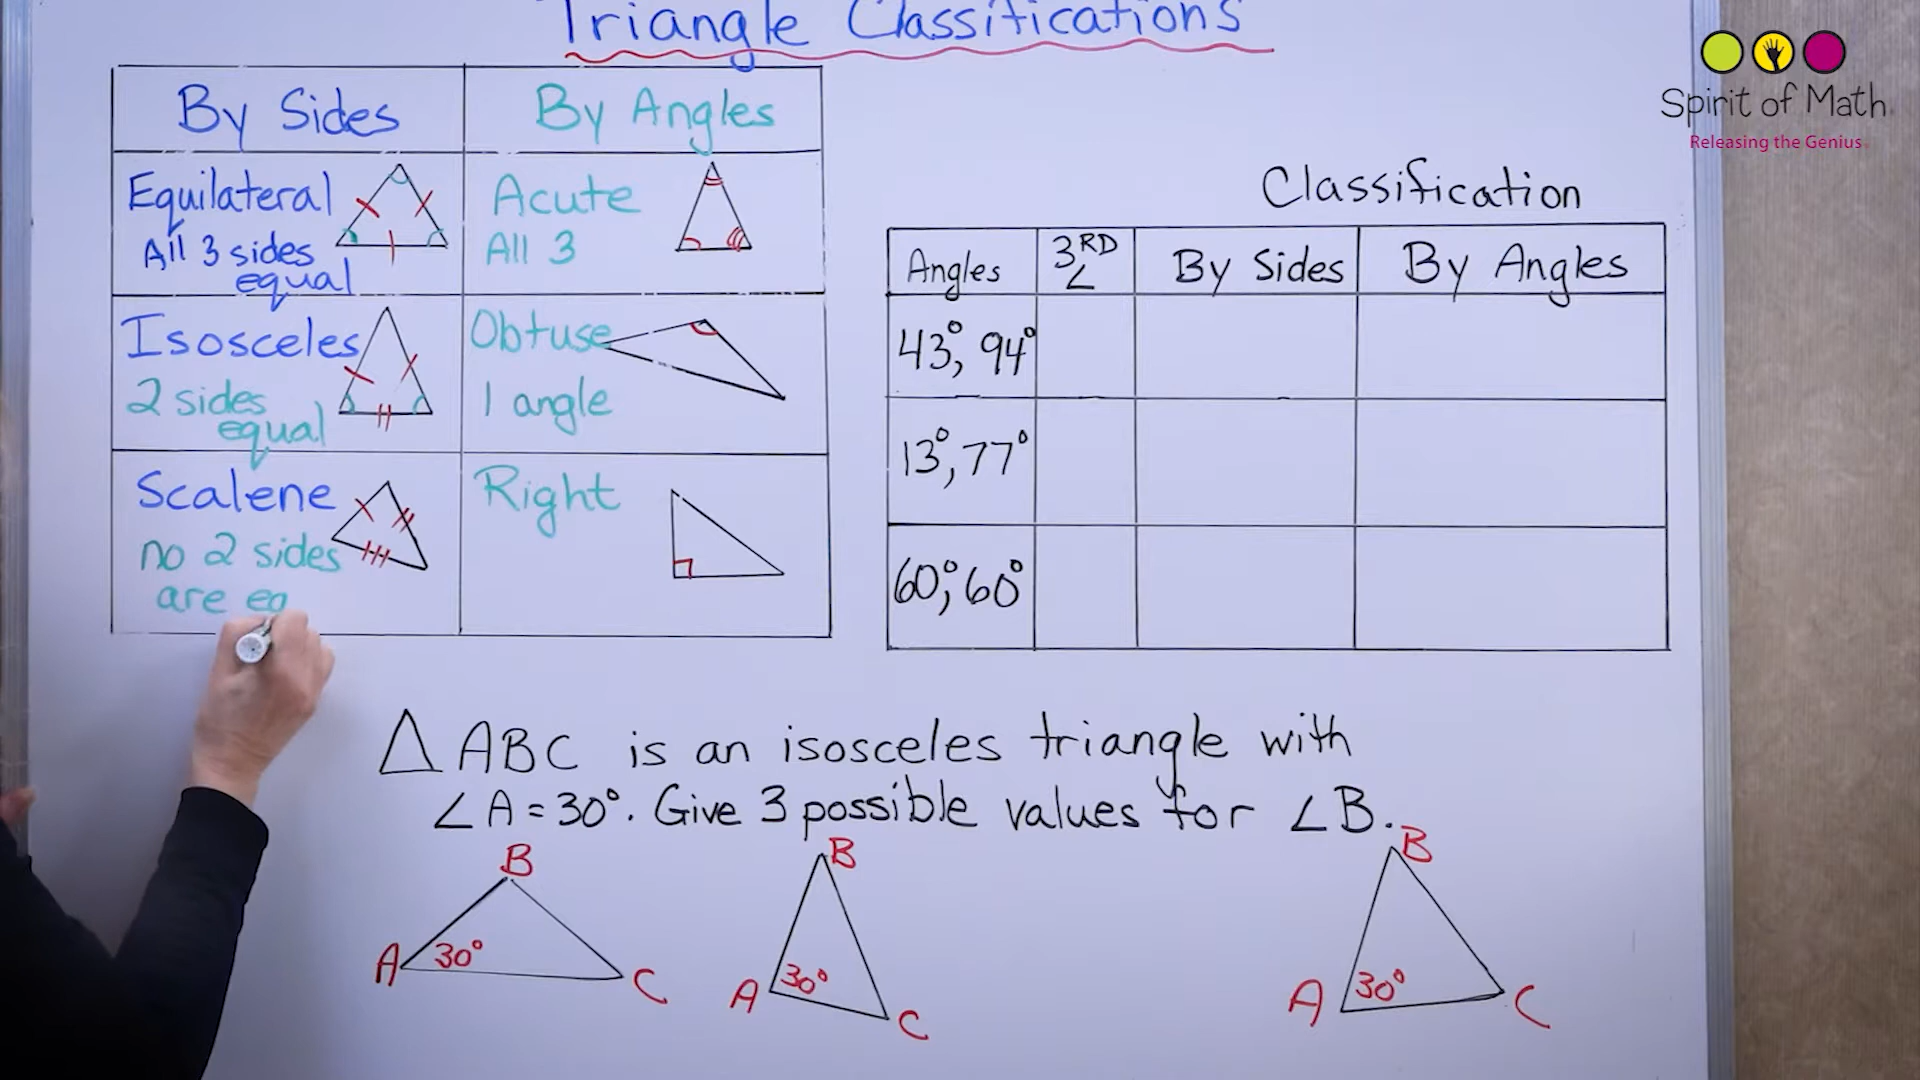 Triangle Classifications
Spirit of Math
Releasing the Genius
By Sides
By Angles
Equilateral
All 3 sides
equal
Acute
All 3
Isosceles
2 sides
equal
Obtuse
1 angle
Scalene
no 2 sides
are eq
Right
Classification
Angles
3RD
∠
By Sides
By Angles
43°, 94°
13°, 77°
60°, 60°
△ABC is an isosceles triangle with
∠A = 30°. Give 3 possible values for ∠B.
B
A
30°
C
B
A
30°
C
B
A
30°
C